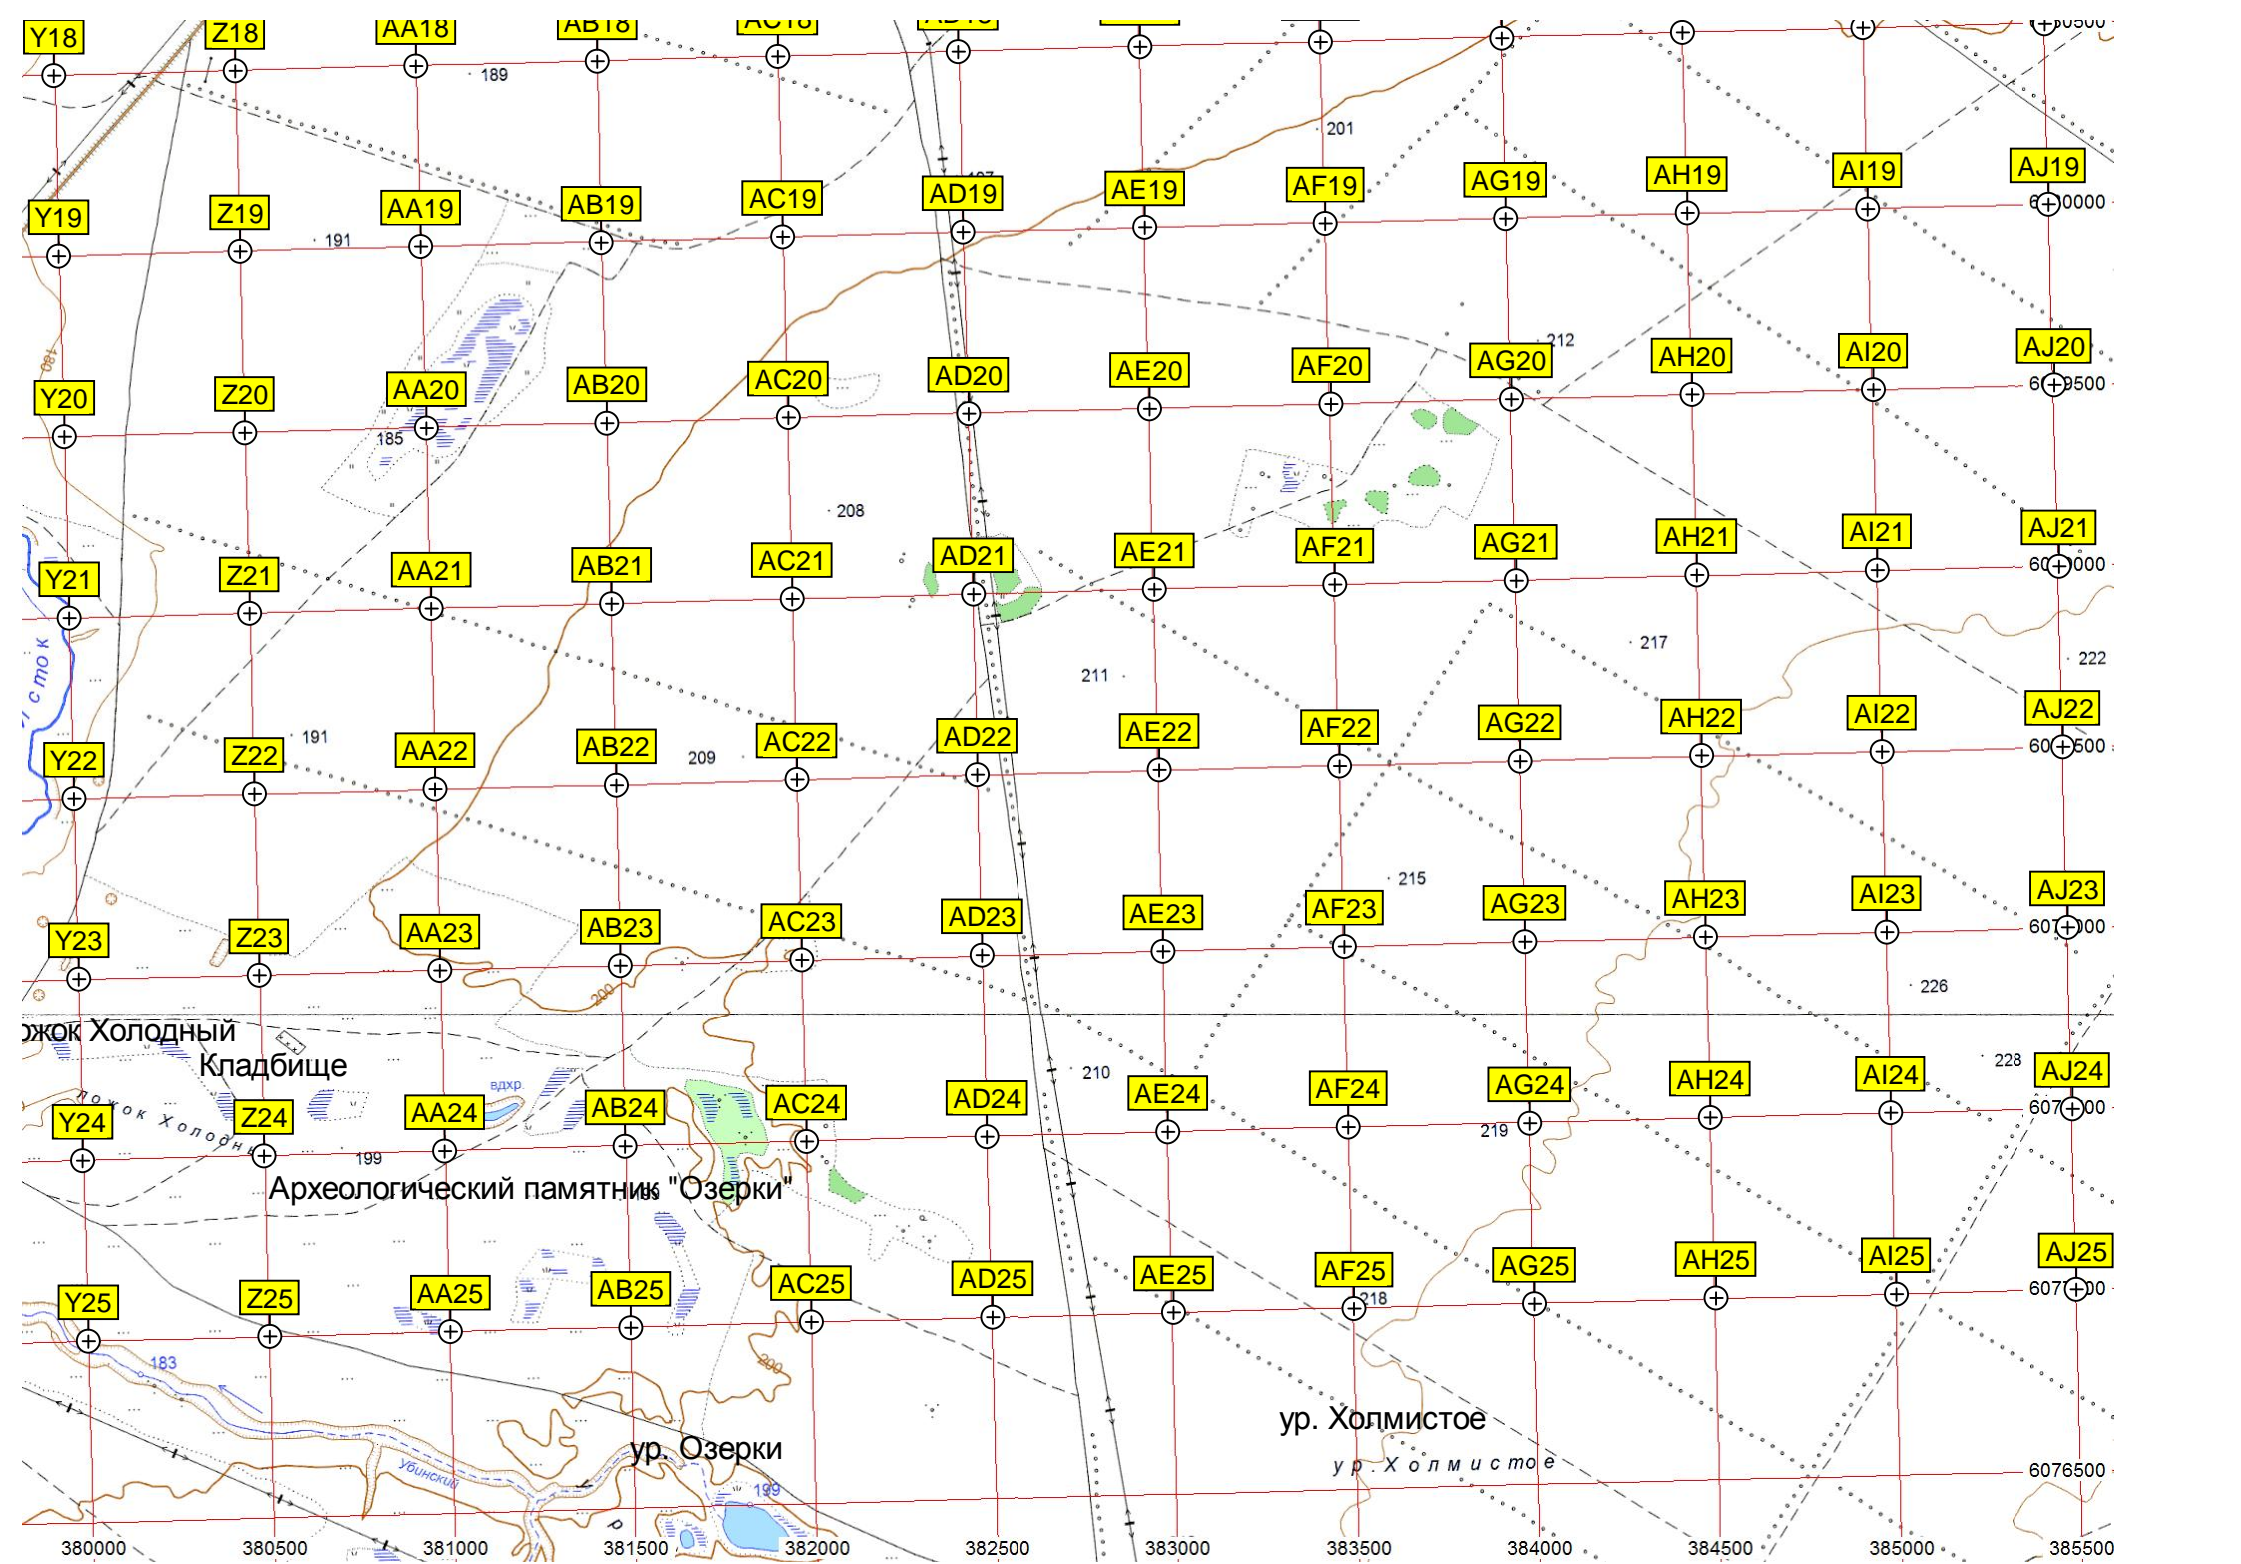 Y18 Z18 AA18 AB18 AC18 AD18
189
201
Y19 Z19 AA19 AB19 AC19 AD19 AE19 AF19 AG19 AH19 AI19 AJ19
191
180
212
Y20 Z20 AA20 AB20 AC20 AD20 AE20 AF20 AG20 AH20 AI20 AJ20
185
208
Y21 Z21 AA21 AB21 AC21 AD21 AE21 AF21 AG21 AH21 AI21 AJ21
217
222
211
Y22 Z22 AA22 AB22 AC22 AD22 AE22 AF22 AG22 AH22 AI22 AJ22
191
209
215
Y23 Z23 AA23 AB23 AC23 AD23 AE23 AF23 AG23 AH23 AI23 AJ23
200
226
ожок Холодный
Кладбище
228
210
вдхр.
ложок Холодны
Y24 Z24 AA24 AB24 AC24 AD24 AE24 AF24 AG24 AH24 AI24 AJ24
219
199
Археологический памятник "Озерки"
199
Y25 Z25 AA25 AB25 AC25 AD25 AE25 AF25 AG25 AH25 AI25 AJ25
218
183
200
ур. Холмистое
ур. Озерки
ур. Холмистое
6076500
Убинский
199
р
380000 380500 381000 381500 382000 382500 383000 383500 384000 384500 385000 385500